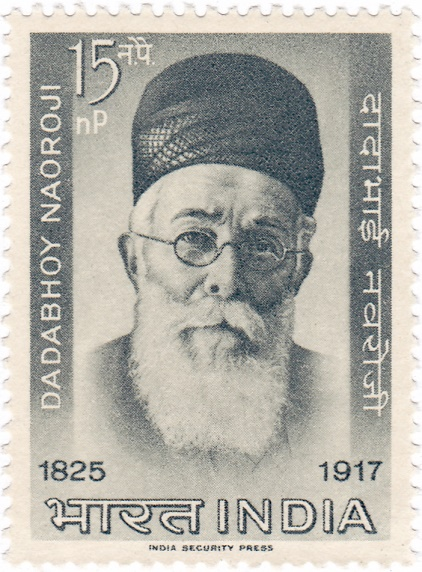 15 न.पै.
nP
DADABHOY NAOROJI
दादाभाई नवरोजी
1825 1917
भारत INDIA
INDIA SECURITY PRESS